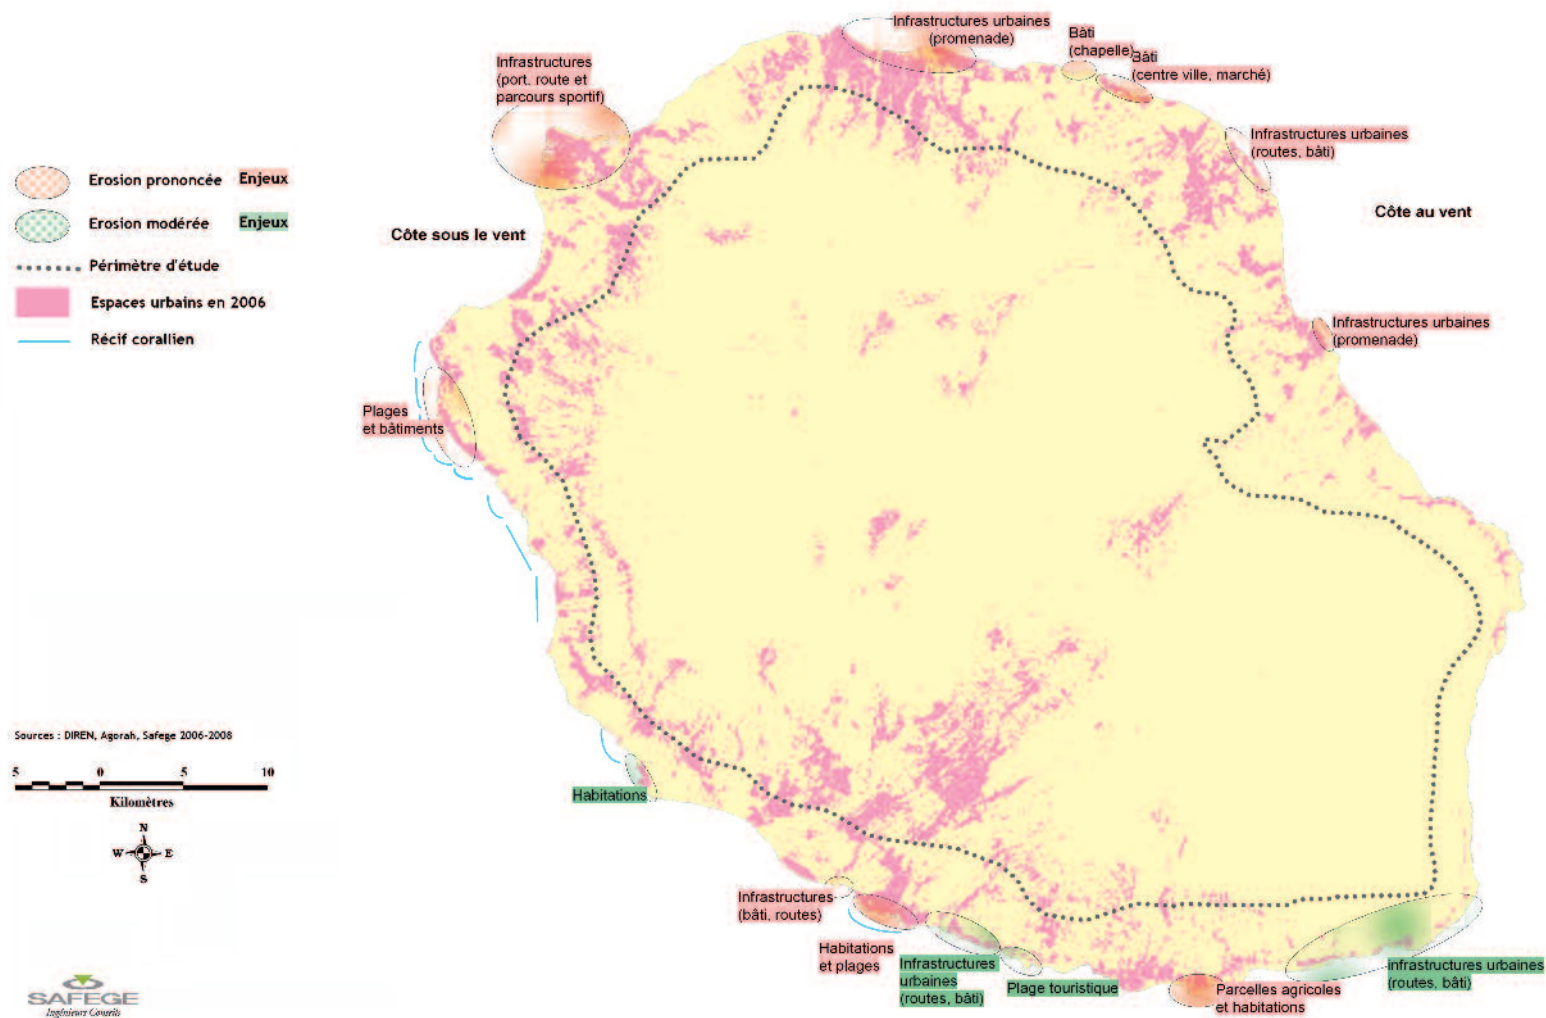 Infrastructures urbaines
(promenade)
Bâti
(chapelle)
Bâti
(centre ville, marché)
Infrastructures
(port, route et
parcours sportif)
Infrastructures urbaines
(routes, bâti)
Erosion prononcée Enjeux
Erosion modérée Enjeux
Périmètre d'étude
Espaces urbains en 2006
Récif corallien
Côte sous le vent
Côte au vent
Infrastructures urbaines
(promenade)
Plages
et bâtiments
Sources : DIREN, Agorah, Safege 2006-2008
5 0 5 10
Kilomètres
N
W E
S
Habitations
Infrastructures
(bâti, routes)
Habitations
et plages
Infrastructures
urbaines
(routes, bâti)
Plage touristique
Parcelles agricoles
et habitations
infrastructures urbaines
(routes, bâti)
SAFEGE
Ingénieurs Conseils